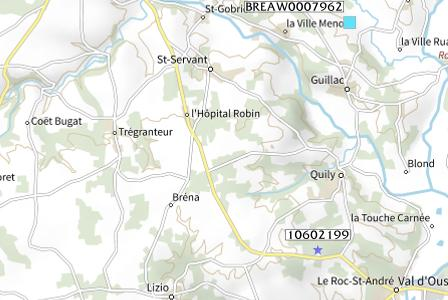 BREAW0007962
St-Gobri
la Ville Meno
la Ville Rua
St-Servant
Guillac
l'Hôpital Robin
Coët Bugat
Trégranteur
Blond
oret
Quily
Bréna
la Touche Carnée
10602199
Le Roc-St-André
Val d'Ous
Lizio